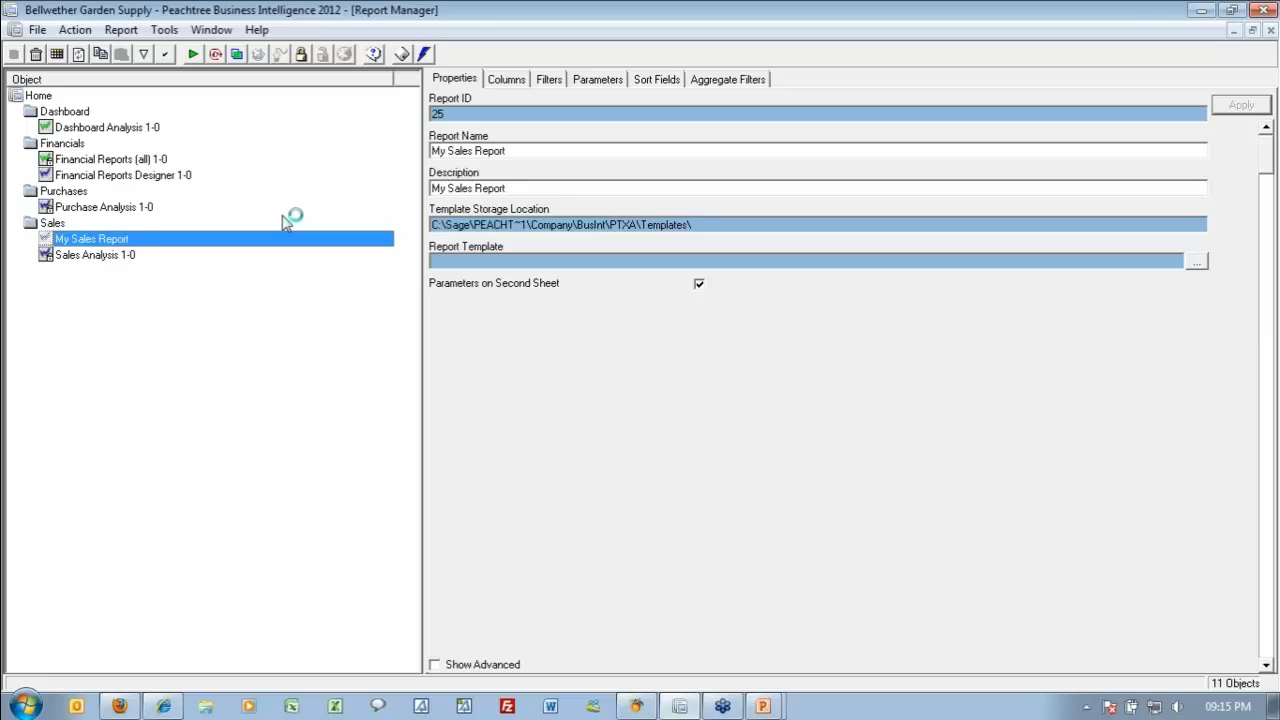 Bellwether Garden Supply - Peachtree Business Intelligence 2012 - [Report Manager]
File Action Report Tools Window Help
Object
Home
Dashboard
Dashboard Analysis 1-0
Financials
Financial Reports (all) 1-0
Financial Reports Designer 1-0
Purchases
Purchase Analysis 1-0
Sales
My Sales Report
Sales Analysis 1-0
Properties Columns Filters Parameters Sort Fields Aggregate Filters
Report ID
25
Apply
Report Name
My Sales Report
Description
My Sales Report
Template Storage Location
C:\Sage\PEACHT~1\Company\BusInt\PTXA\Templates\
Report Template
...
Parameters on Second Sheet
Show Advanced
11 Objects
09:15 PM